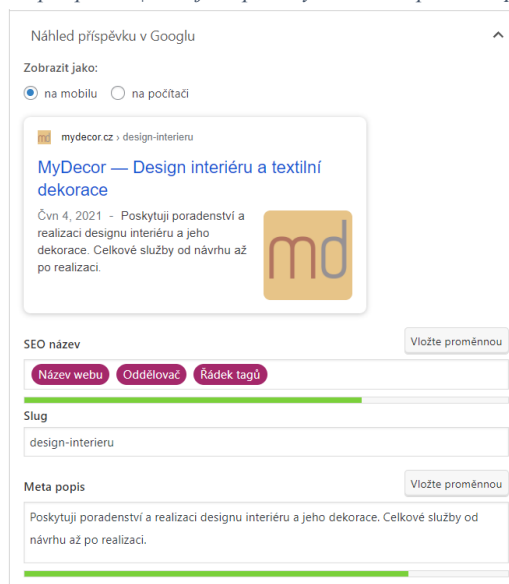 Náhled příspěvku v Googlu
Zobrazit jako:
na mobilu na počítači
md mydecor.cz › design-interieru
MyDecor — Design interiéru a textilní
dekorace
Čvn 4, 2021 - Poskytuji poradenství a
realizaci designu interiéru a jeho
dekorace. Celkové služby od návrhu až
po realizaci.
md
SEO název
Vložte proměnnou
Název webu Oddělovač Řádek tagů
Slug
design-interieru
Meta popis
Vložte proměnnou
Poskytuji poradenství a realizaci designu interiéru a jeho dekorace. Celkové služby od
návrhu až po realizaci.